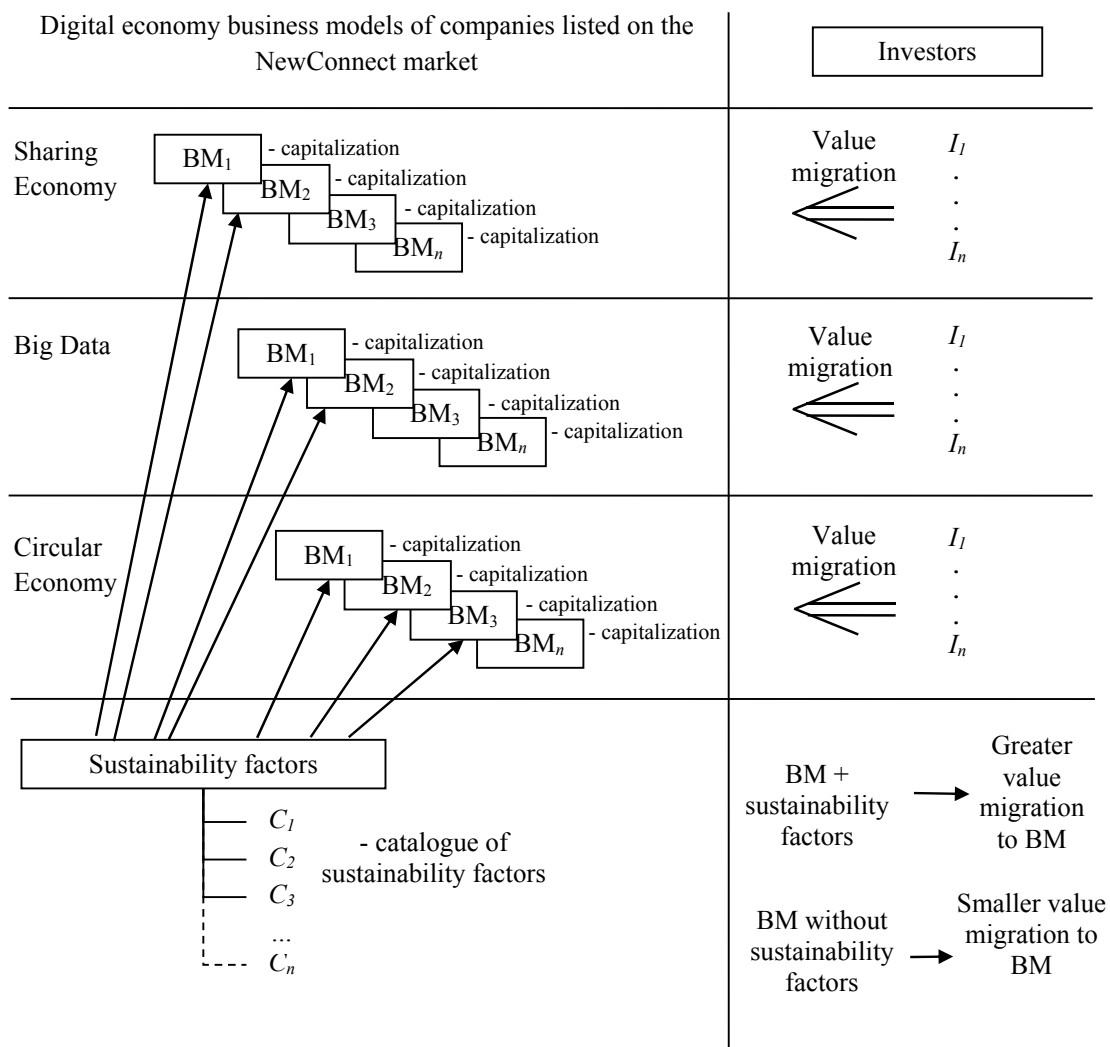 Digital economy business models of companies listed on the
NewConnect market
Investors
Sharing
Economy
BM1
- capitalization
BM2
- capitalization
BM3
- capitalization
BMn
- capitalization
Value
migration
I1
.
.
.
.
In
Big Data
BM1
- capitalization
BM2
- capitalization
BM3
- capitalization
BMn
- capitalization
Value
migration
I1
.
.
.
.
In
Circular
Economy
BM1
- capitalization
BM2
- capitalization
BM3
- capitalization
BMn
- capitalization
Value
migration
I1
.
.
.
.
In
Sustainability factors
C1
C2
C3
...
Cn
- catalogue of
sustainability factors
BM +
sustainability
factors
Greater
value
migration
to BM
BM without
sustainability
factors
Smaller value
migration to
BM